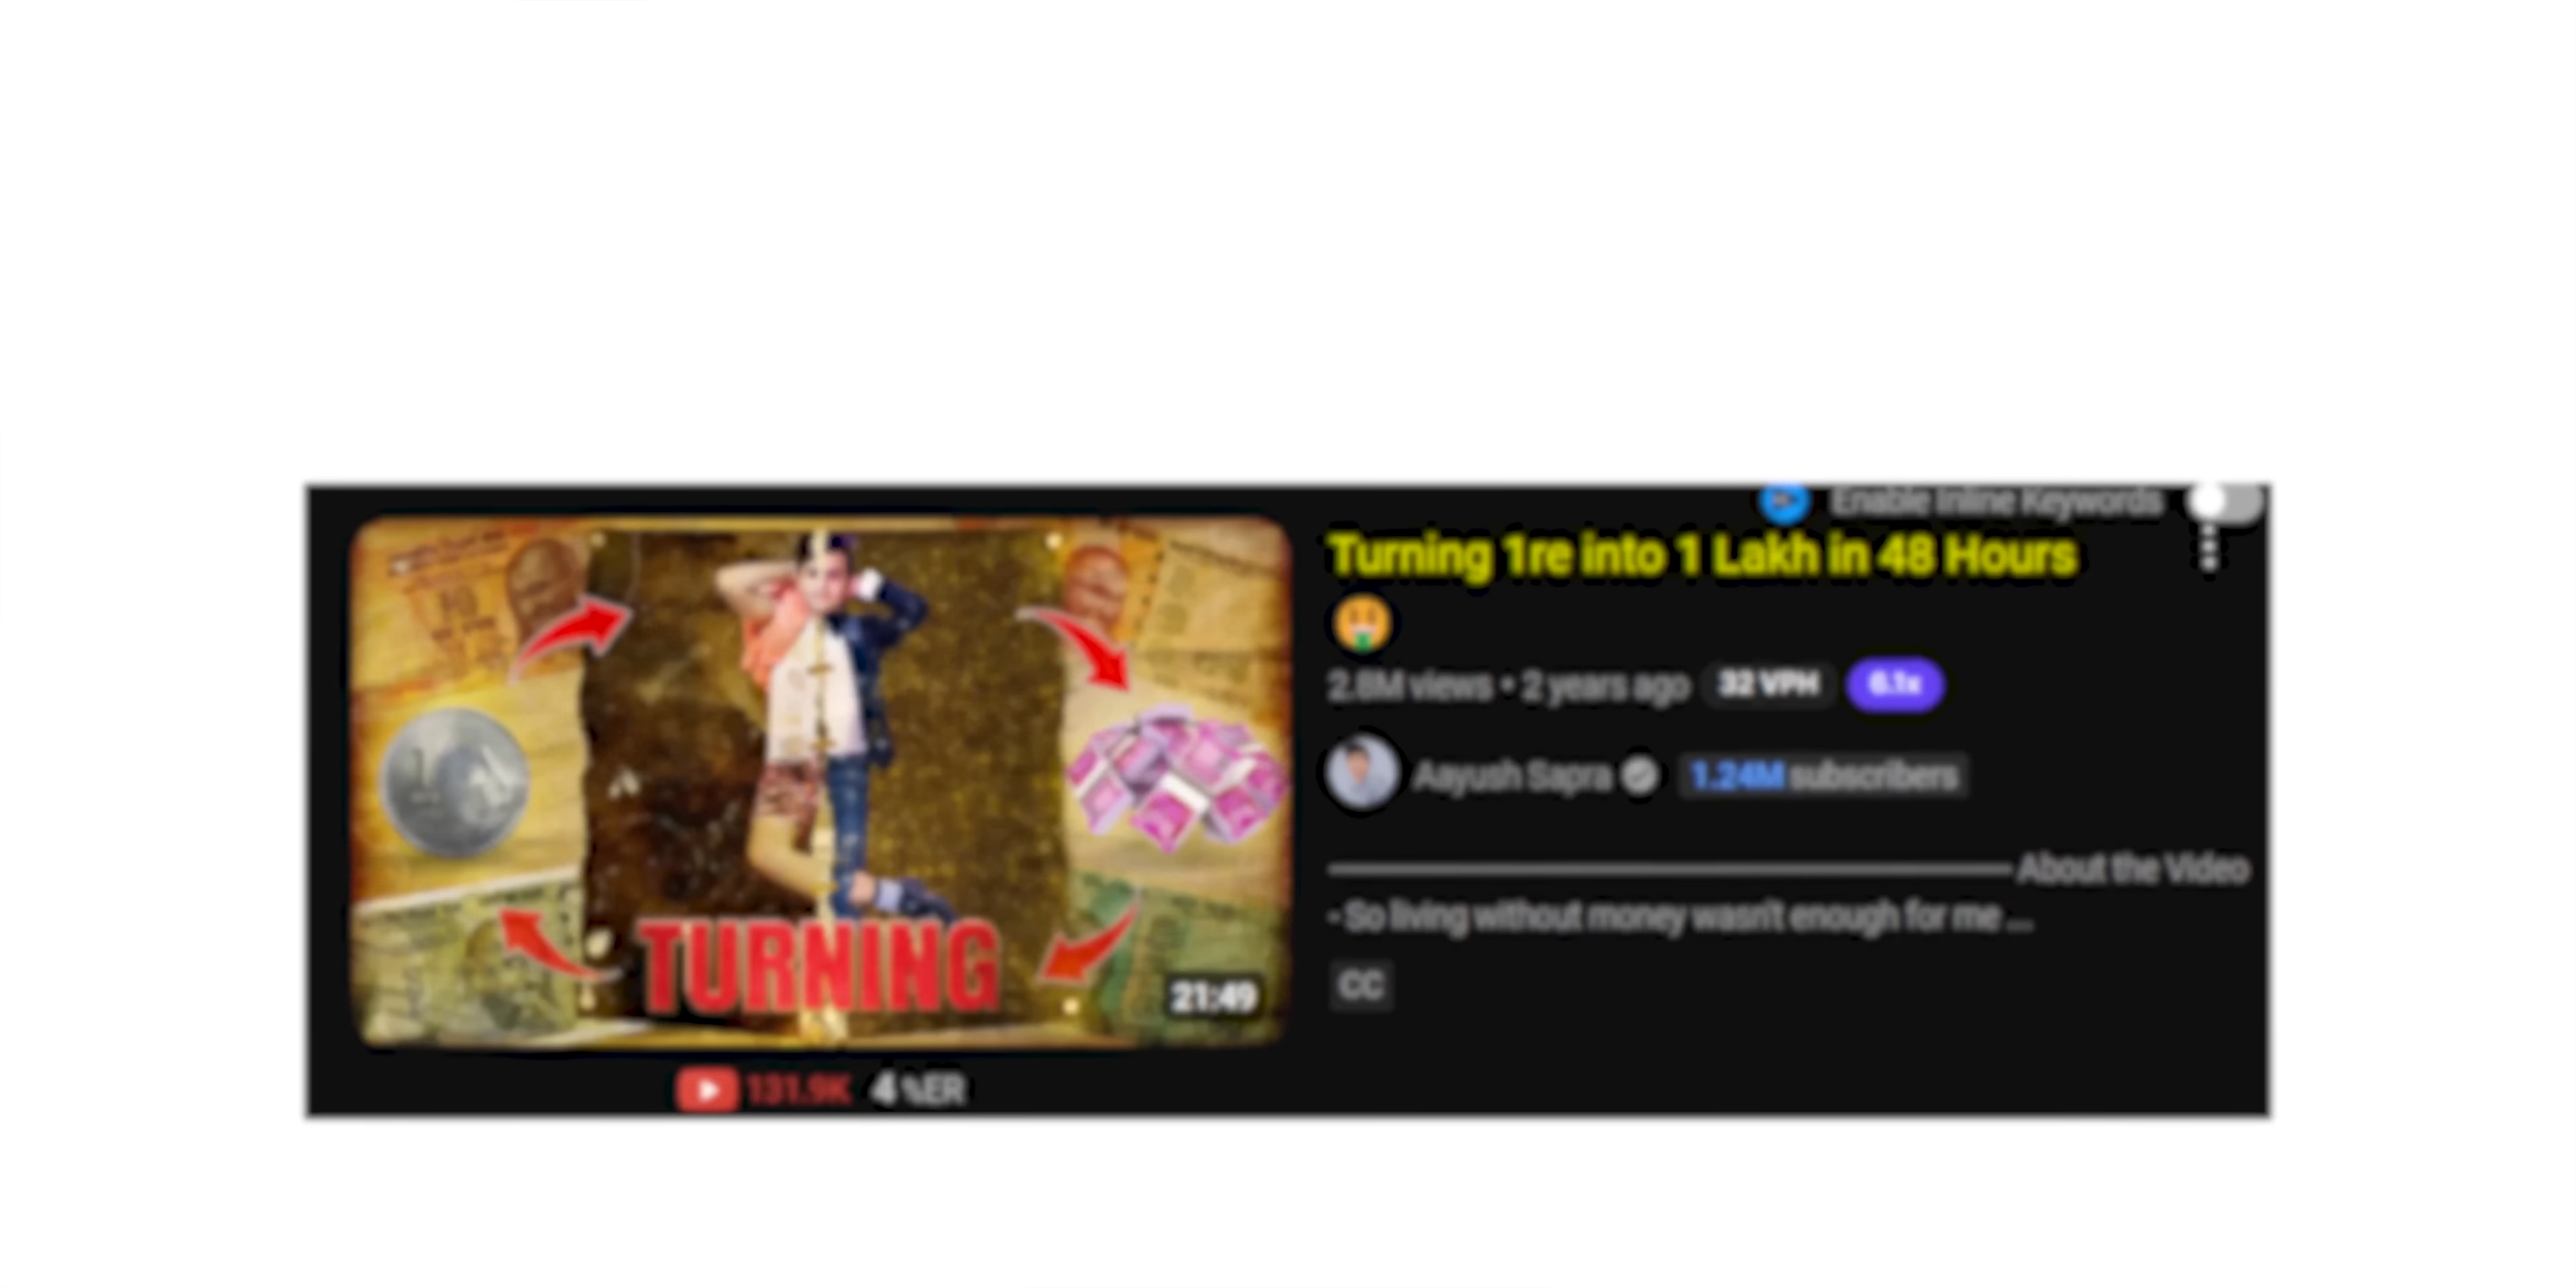 Enable Inline Keywords
Turning 1re into 1 Lakh in 48 Hours
🤑
2.8M views • 2 years ago 32 VPH 6.1x
Aayush Sapra 1.24M subscribers
About the Video
- So living without money wasn't enough for me ...
CC
TURNING
21:49
131.9K 4 %ER